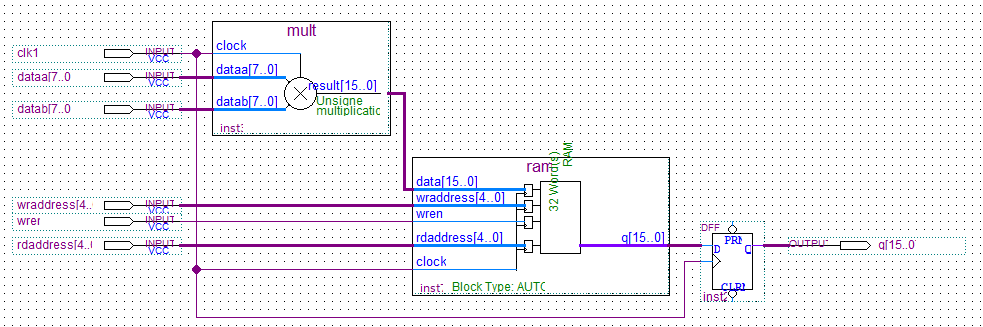 mult
clk1 INPUT VCC clock
dataa[7..0 INPUT VCC dataa[7..0]
result[15..0]
datab[7..0 INPUT VCC datab[7..0]
Unsigne
multiplicatic
inst
ram
32 Word(s)
RAM
data[15..0]
wraddress[4.. INPUT VCC wraddress[4..0]
wren INPUT VCC wren
rdaddress[4..0 INPUT VCC rdaddress[4..0]
q[15..0]
clock
inst Block Type: AUTO
DFF
PRN
D Q
CLRN
inst
OUTPUT q[15..0